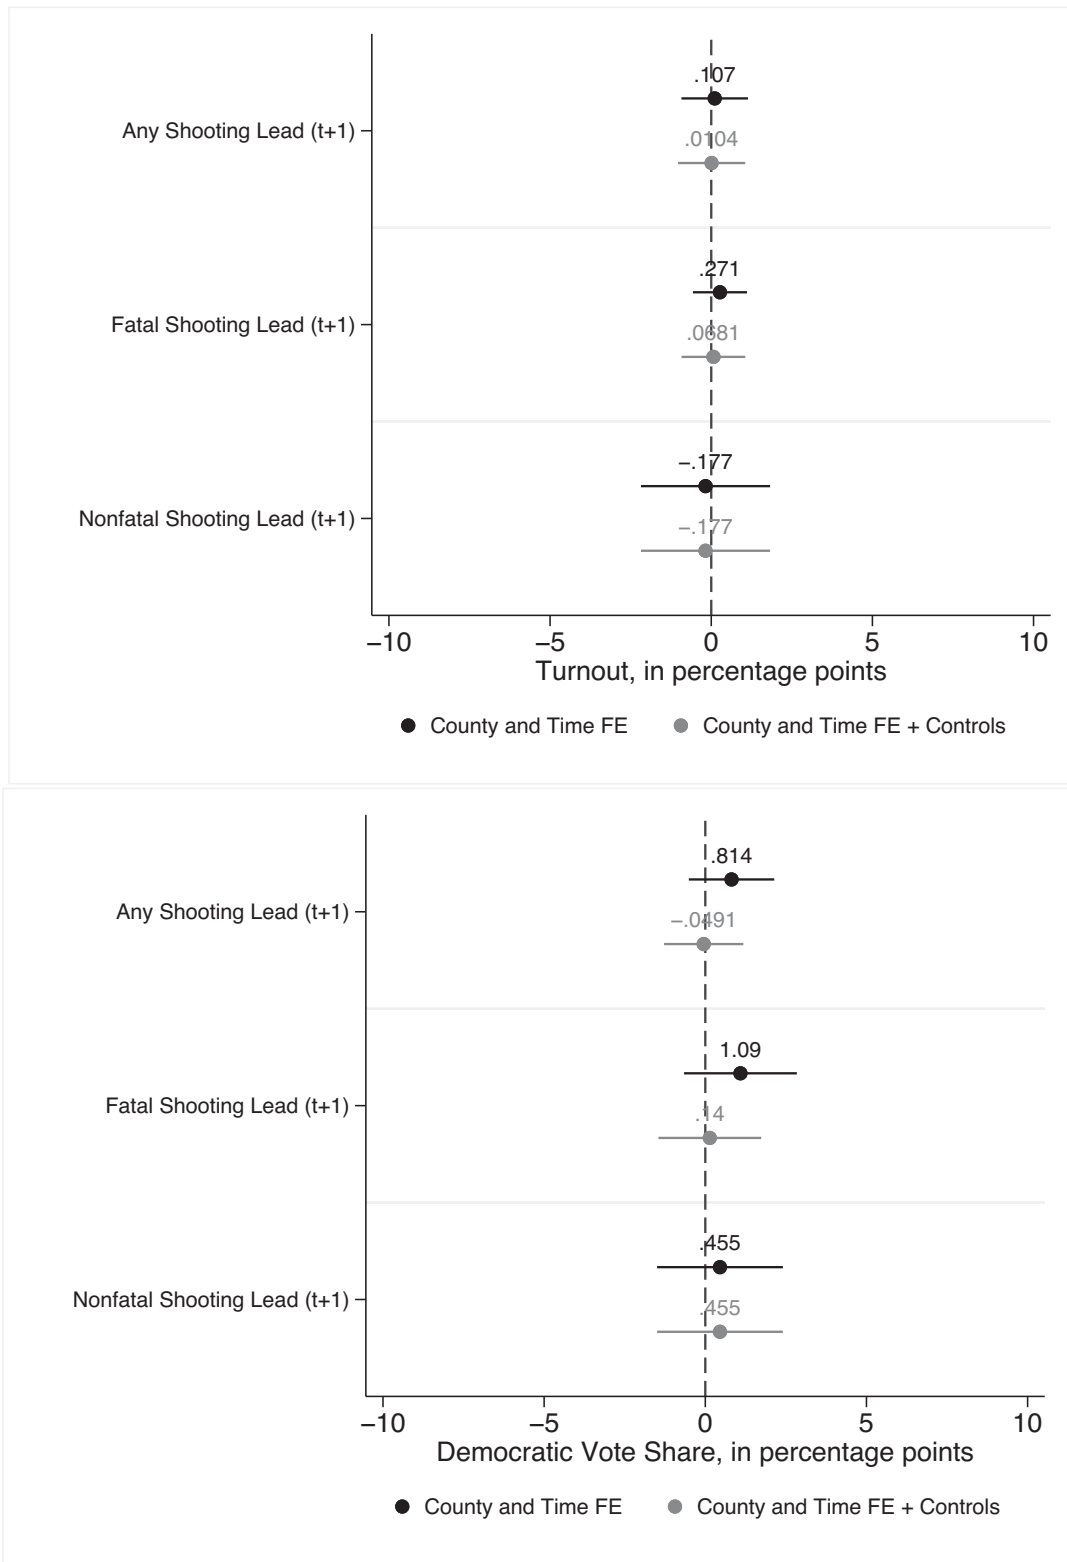 .107
Any Shooting Lead (t+1)
.0104
.271
Fatal Shooting Lead (t+1)
.0681
−.177
Nonfatal Shooting Lead (t+1)
−.177
−10 −5 0 5 10
Turnout, in percentage points
County and Time FE County and Time FE + Controls
.814
Any Shooting Lead (t+1)
−.0491
1.09
Fatal Shooting Lead (t+1)
.14
.455
Nonfatal Shooting Lead (t+1)
.455
−10 −5 0 5 10
Democratic Vote Share, in percentage points
County and Time FE County and Time FE + Controls